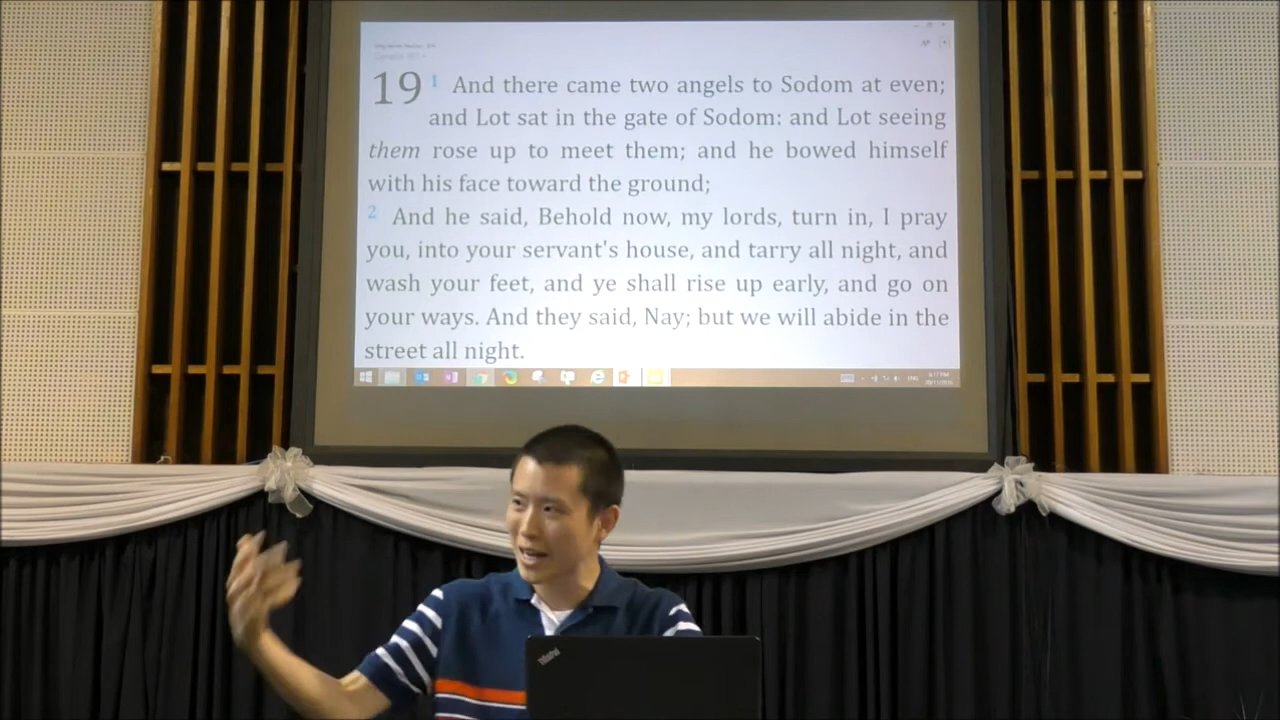 19 1 And there came two angels to Sodom at even;
and Lot sat in the gate of Sodom: and Lot seeing
them rose up to meet them; and he bowed himself
with his face toward the ground;
2 And he said, Behold now, my lords, turn in, I pray
you, into your servant's house, and tarry all night, and
wash your feet, and ye shall rise up early, and go on
your ways. And they said, Nay; but we will abide in the
street all night.
ENG
ThinkPad